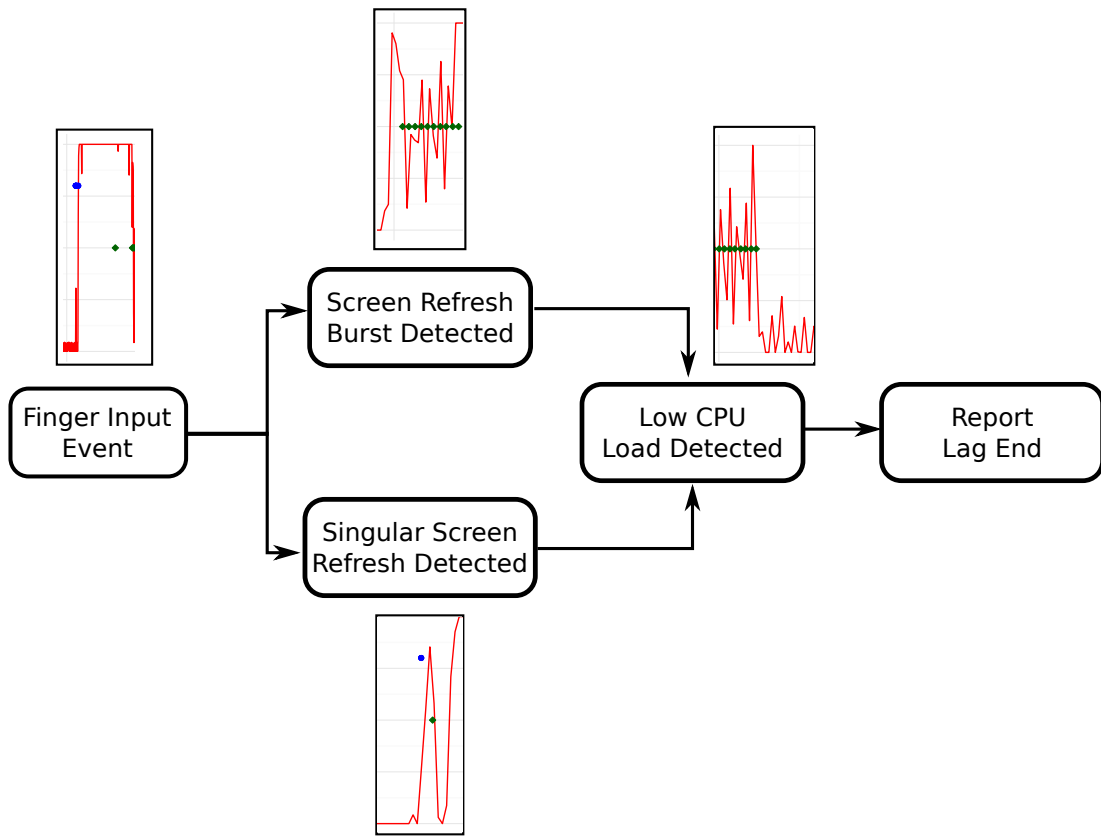 Screen Refresh
Burst Detected
Finger Input
Event
Low CPU
Load Detected
Report
Lag End
Singular Screen
Refresh Detected